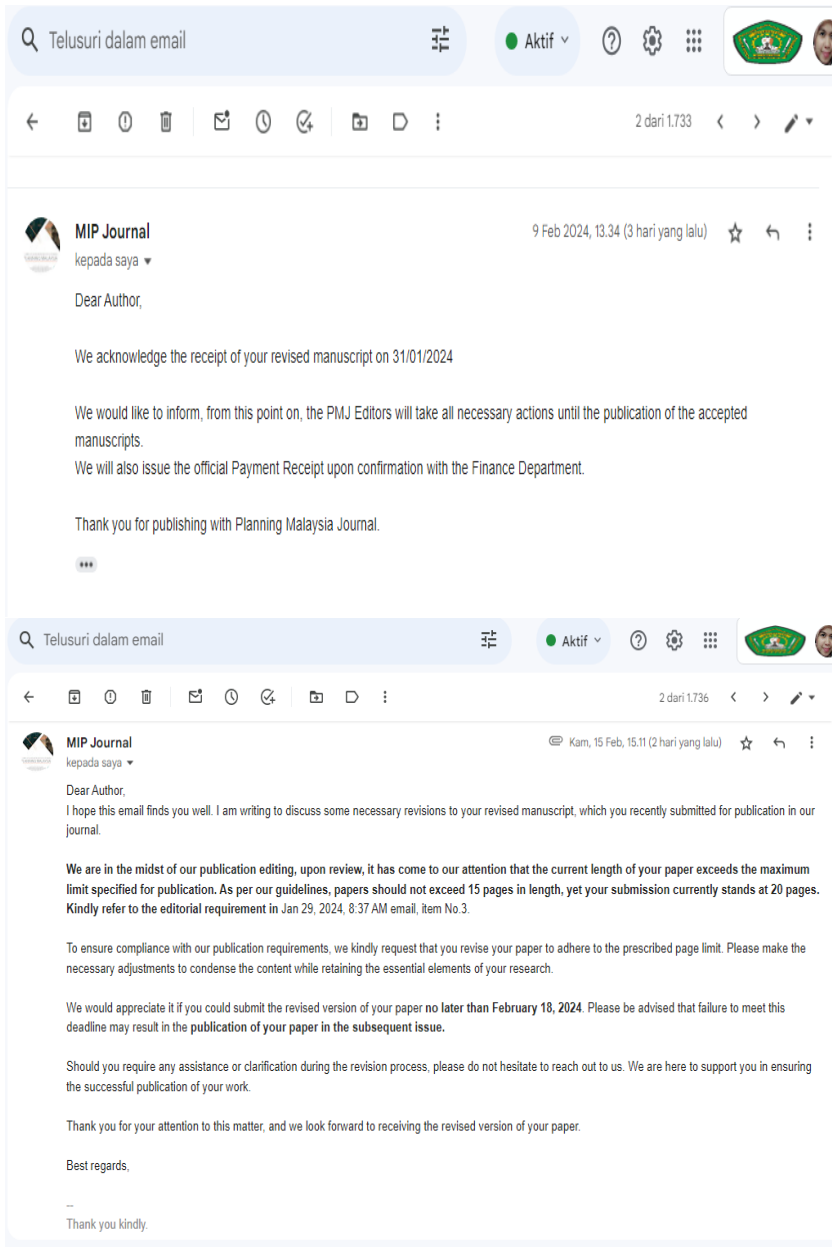 Telusuri dalam email
Aktif
2 dari 1.733
MIP Journal
9 Feb 2024, 13.34 (3 hari yang lalu)
kepada saya
Dear Author,
We acknowledge the receipt of your revised manuscript on 31/01/2024
We would like to inform, from this point on, the PMJ Editors will take all necessary actions until the publication of the accepted
manuscripts.
We will also issue the official Payment Receipt upon confirmation with the Finance Department.
Thank you for publishing with Planning Malaysia Journal.
Telusuri dalam email
Aktif
2 dari 1.736
MIP Journal
Kam, 15 Feb, 15.11 (2 hari yang lalu)
kepada saya
Dear Author,
I hope this email finds you well. I am writing to discuss some necessary revisions to your revised manuscript, which you recently submitted for publication in our
journal.
We are in the midst of our publication editing, upon review, it has come to our attention that the current length of your paper exceeds the maximum
limit specified for publication. As per our guidelines, papers should not exceed 15 pages in length, yet your submission currently stands at 20 pages.
Kindly refer to the editorial requirement in Jan 29, 2024, 8:37 AM email, item No.3.
To ensure compliance with our publication requirements, we kindly request that you revise your paper to adhere to the prescribed page limit. Please make the
necessary adjustments to condense the content while retaining the essential elements of your research.
We would appreciate it if you could submit the revised version of your paper no later than February 18, 2024. Please be advised that failure to meet this
deadline may result in the publication of your paper in the subsequent issue.
Should you require any assistance or clarification during the revision process, please do not hesitate to reach out to us. We are here to support you in ensuring
the successful publication of your work.
Thank you for your attention to this matter, and we look forward to receiving the revised version of your paper.
Best regards,
--
Thank you kindly.